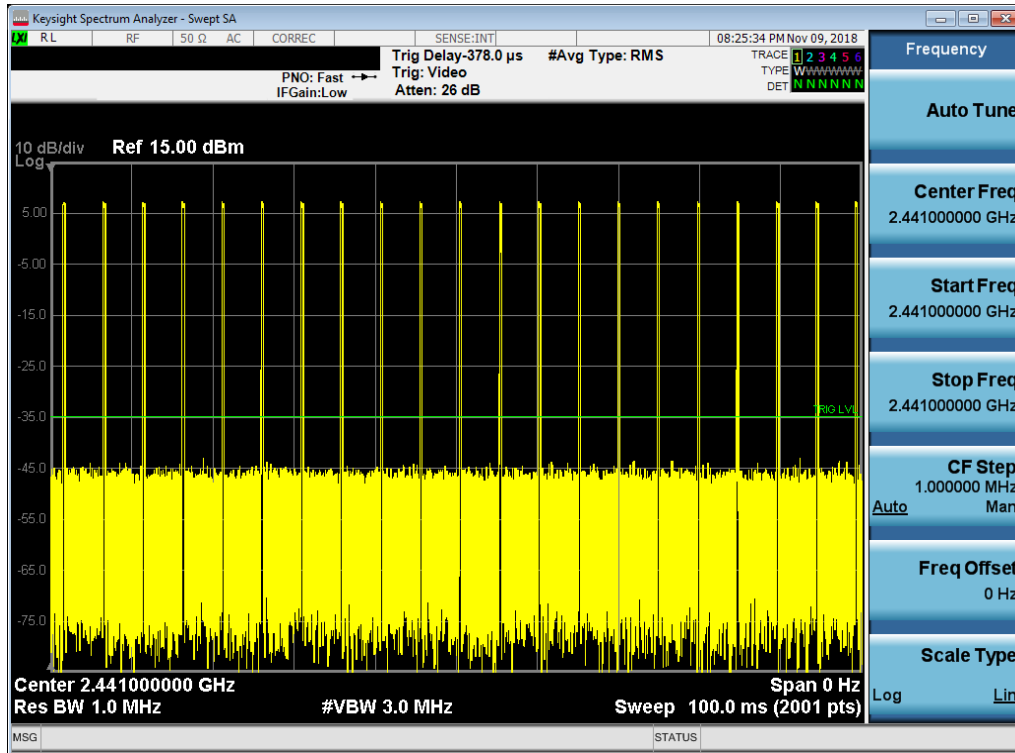 Keysight Spectrum Analyzer - Swept SA
LXI RL RF 50 Ω AC CORREC SENSE:INT 08:25:34 PM Nov 09, 2018
Trig Delay-378.0 µs #Avg Type: RMS TRACE 1 2 3 4 5 6
PNO: Fast Trig: Video TYPE WWWWWW
IFGain:Low Atten: 26 dB DET N N N N N N
10 dB/div Ref 15.00 dBm
Log
5.00
-5.00
-15.0
-25.0
-35.0
TRIG LVL
-45.0
-55.0
-65.0
-75.0
Center 2.441000000 GHz Span 0 Hz
Res BW 1.0 MHz #VBW 3.0 MHz Sweep 100.0 ms (2001 pts)
MSG STATUS
Frequency
Auto Tune
Center Freq
2.441000000 GHz
Start Freq
2.441000000 GHz
Stop Freq
2.441000000 GHz
CF Step
1.000000 MHz
Auto Man
Freq Offset
0 Hz
Scale Type
Log Lin